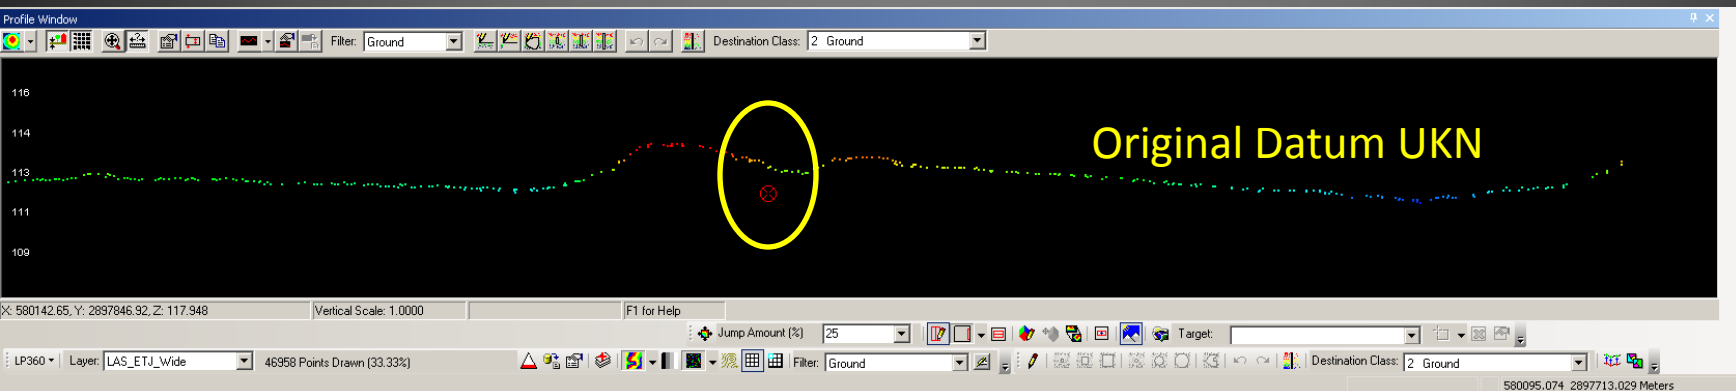 Profile Window
Filter: Ground
Destination Class: 2 Ground
116
114
Original Datum UKN
113
111
109
X: 580142.65, Y: 2897846.92, Z: 117.948
Vertical Scale: 1.0000
F1 for Help
Jump Amount (%) 25
Target:
LP360
Layer: LAS_ETJ_Wide
46958 Points Drawn (33.33%)
Filter: Ground
Destination Class: 2 Ground
580095.074 2897713.029 Meters